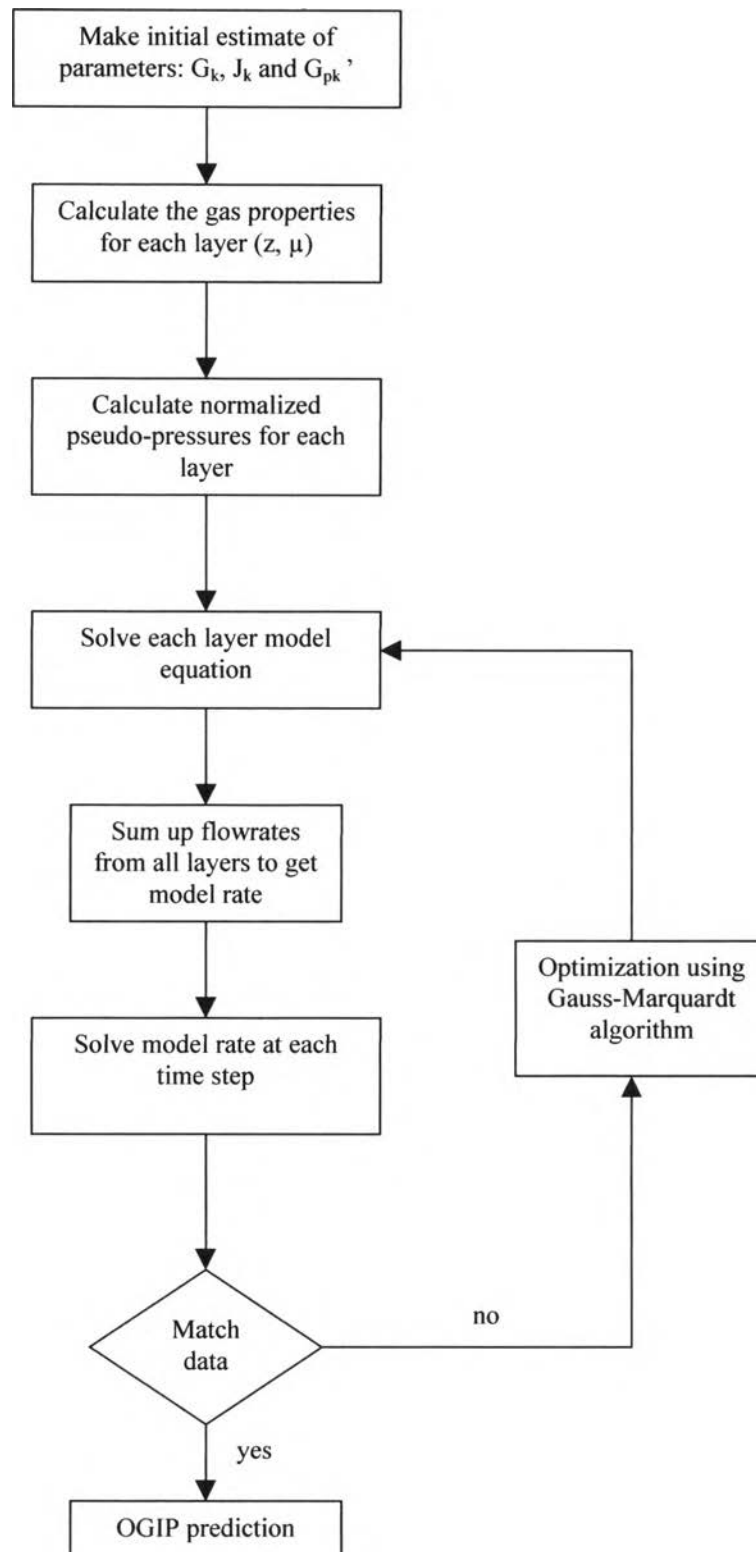 Make initial estimate of
parameters: Gk, Jk and Gpk ’
Calculate the gas properties
for each layer (z, µ)
Calculate normalized
pseudo-pressures for each
layer
Solve each layer model
equation
Sum up flowrates
from all layers to get
model rate
Optimization using
Gauss-Marquardt
algorithm
Solve model rate at each
time step
Match
data
no
yes
OGIP prediction